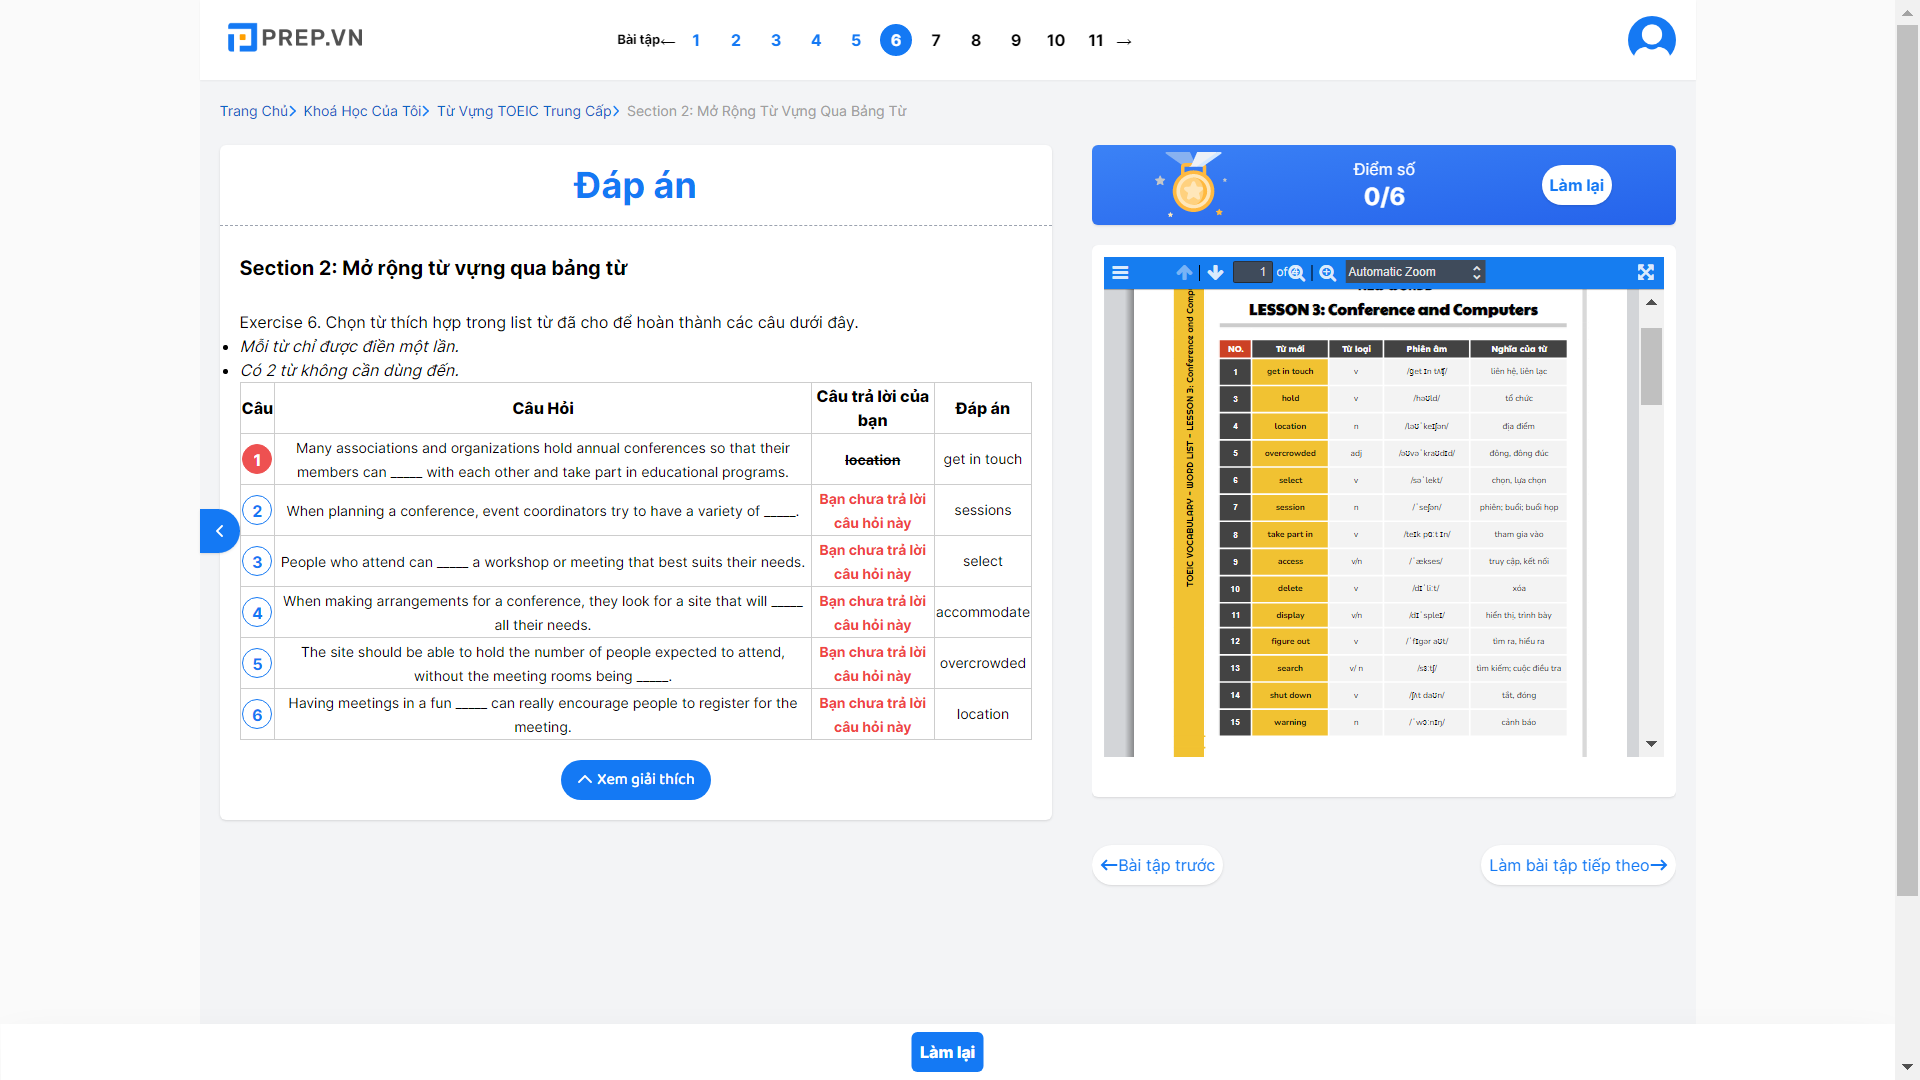 PREP.VN
Bài tập← 1 2 3 4 5 6 7 8 9 10 11 →
Trang Chủ> Khoá Học Của Tôi> Từ Vựng TOEIC Trung Cấp> Section 2: Mở Rộng Từ Vựng Qua Bảng Từ
Đáp án
Section 2: Mở rộng từ vựng qua bảng từ
Exercise 6. Chọn từ thích hợp trong list từ đã cho để hoàn thành các câu dưới đây.
• Mỗi từ chỉ được điền một lần.
• Có 2 từ không cần dùng đến.
Câu Câu Hỏi Câu trả lời của bạn Đáp án
1 Many associations and organizations hold annual conferences so that their
members can _____ with each other and take part in educational programs. location get in touch
2 When planning a conference, event coordinators try to have a variety of _____. Bạn chưa trả lời câu hỏi này sessions
3 People who attend can _____ a workshop or meeting that best suits their needs. Bạn chưa trả lời câu hỏi này select
4 When making arrangements for a conference, they look for a site that will _____
all their needs. Bạn chưa trả lời câu hỏi này accommodate
5 The site should be able to hold the number of people expected to attend,
without the meeting rooms being _____. Bạn chưa trả lời câu hỏi này overcrowded
6 Having meetings in a fun _____ can really encourage people to register for the
meeting. Bạn chưa trả lời câu hỏi này location
Xem giải thích
Điểm số
0/6
Làm lại
1 of Automatic Zoom
TOEIC VOCABULARY - WORD LIST - LESSON 3: Conference and Comp
LESSON 3: Conference and Computers
NO. Từ mới Từ loại Phiên âm Nghĩa của từ
1 get in touch v /ɡet ɪn tʌtʃ/ liên hệ, liên lạc
3 hold v /həʊld/ tổ chức
4 location n /ləʊˈkeɪʃən/ địa điểm
5 overcrowded adj /əʊvəˈkraʊdɪd/ đông, đông đúc
6 select v /səˈlekt/ chọn, lựa chọn
7 session n /ˈseʃən/ phiên; buổi; buổi họp
8 take part in v /teɪk pɑːt ɪn/ tham gia vào
9 access v/n /ˈækses/ truy cập, kết nối
10 delete v /dɪˈliːt/ xóa
11 display v/n /dɪˈspleɪ/ hiển thị, trình bày
12 figure out v /ˈfɪɡər aʊt/ tìm ra, hiểu ra
13 search v/ n /sɜːtʃ/ tìm kiếm; cuộc điều tra
14 shut down v /ʃʌt daʊn/ tắt, đóng
15 warning n /ˈwɔːnɪŋ/ cảnh báo
←Bài tập trước
Làm bài tập tiếp theo→
Làm lại